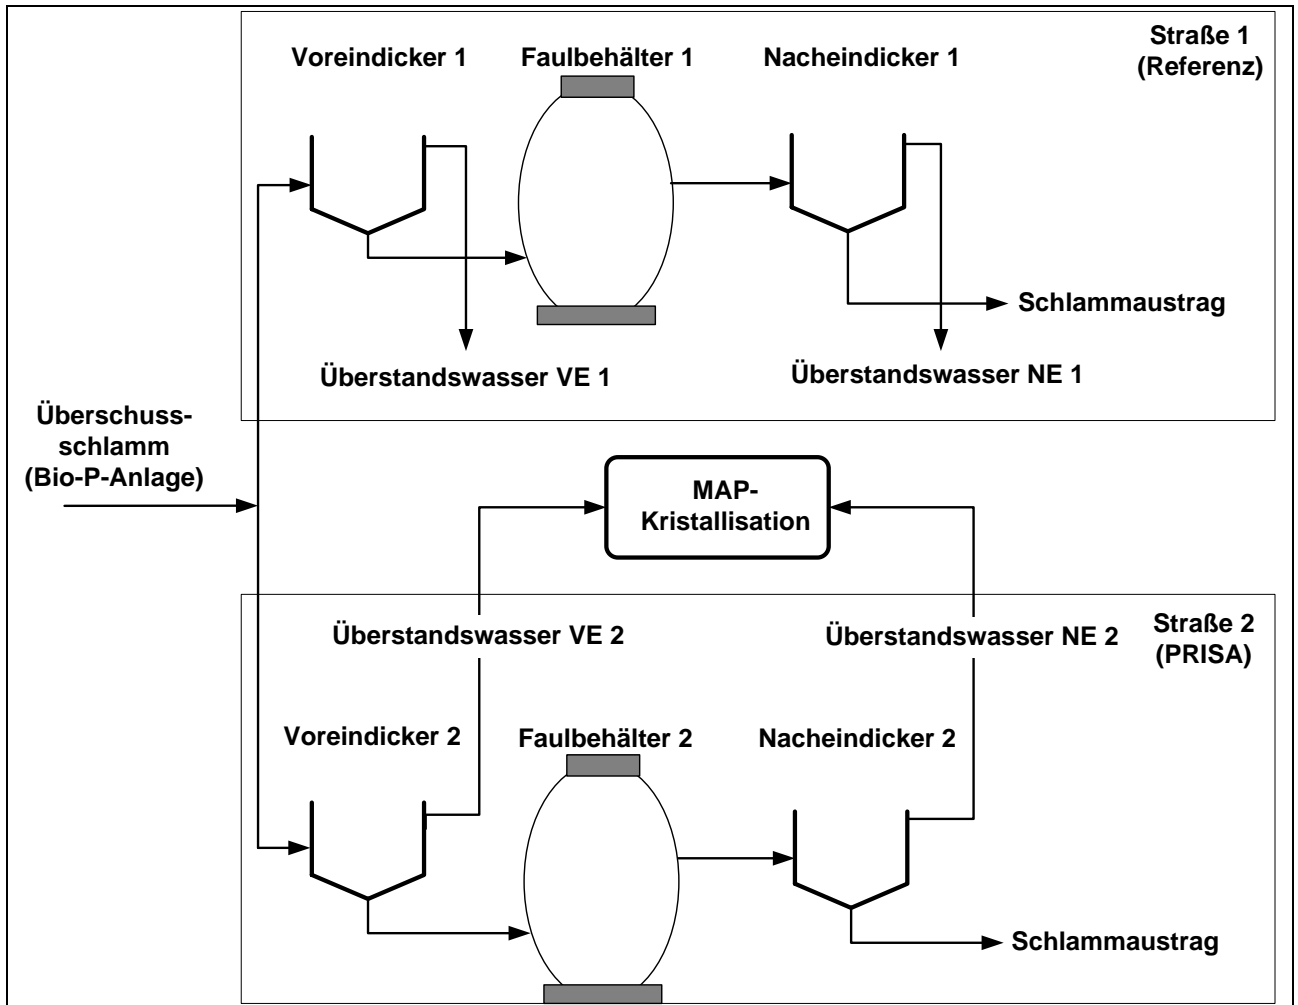 Straße 1
(Referenz)
Voreindicker 1
Faulbehälter 1
Nacheindicker 1
Schlammaustrag
Überstandswasser VE 1
Überstandswasser NE 1
Überschuss-
schlamm
(Bio-P-Anlage)
MAP-
Kristallisation
Straße 2
(PRISA)
Überstandswasser VE 2
Überstandswasser NE 2
Voreindicker 2
Faulbehälter 2
Nacheindicker 2
Schlammaustrag